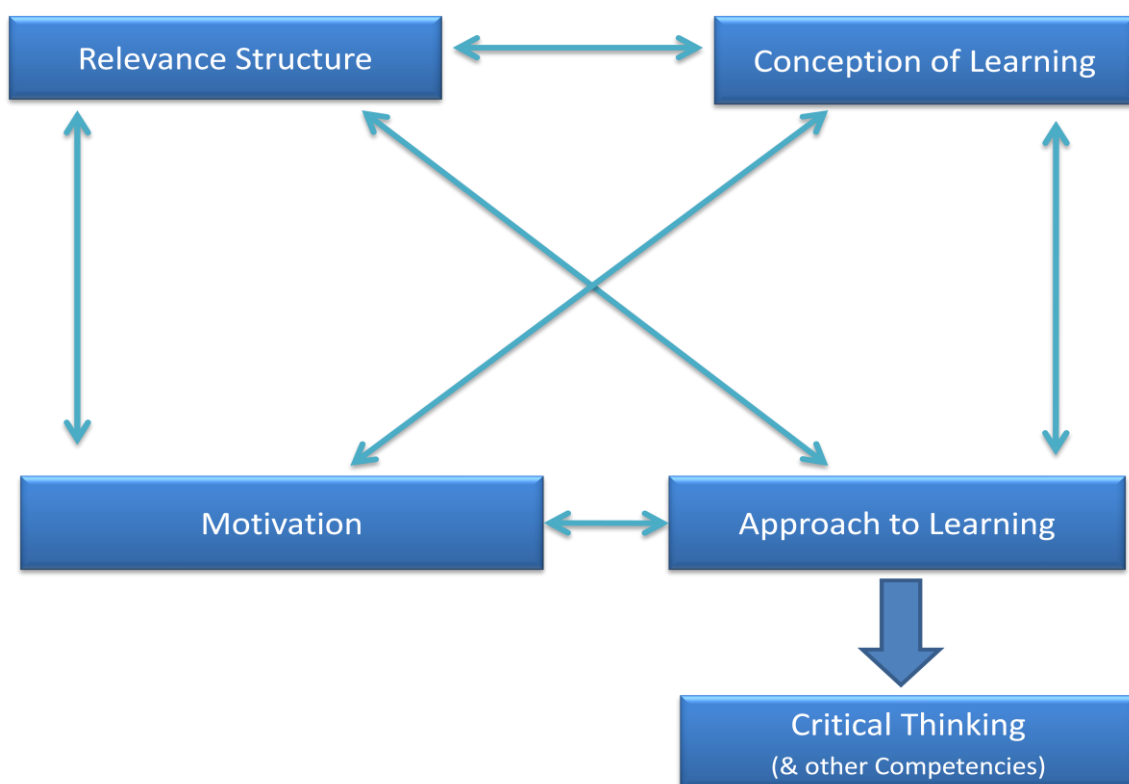 Relevance Structure
Conception of Learning
Motivation
Approach to Learning
Critical Thinking
(& other Competencies)